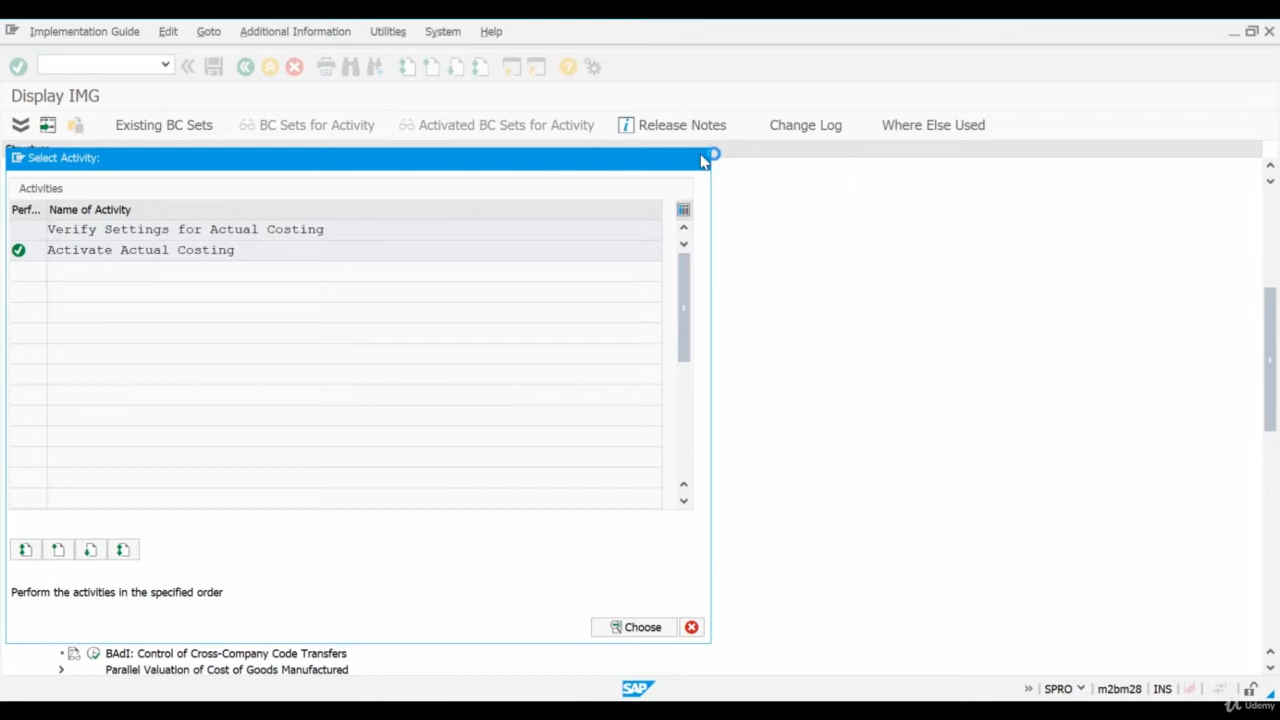 Implementation Guide Edit Goto Additional Information Utilities System Help
Display IMG
Existing BC Sets BC Sets for Activity Activated BC Sets for Activity Release Notes Change Log Where Else Used
Select Activity:
Activities
Perf... Name of Activity
Verify Settings for Actual Costing
Activate Actual Costing
Perform the activities in the specified order
Choose
BAdI: Control of Cross-Company Code Transfers
Parallel Valuation of Cost of Goods Manufactured
SAP SPRO m2bm28 INS
Udemy